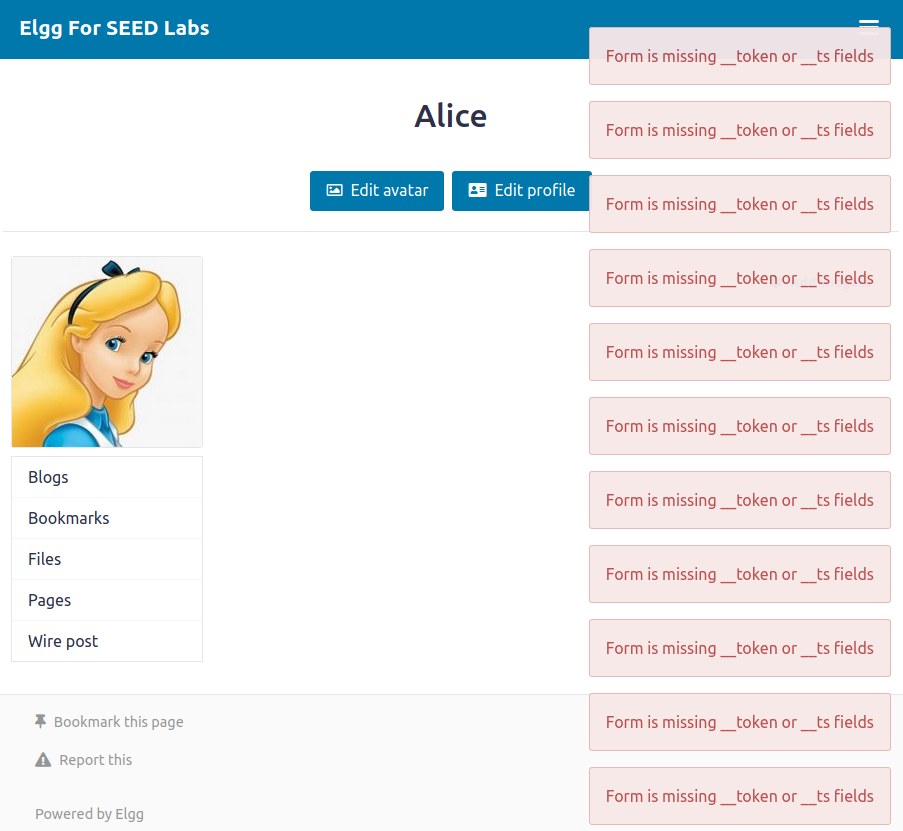 Elgg For SEED Labs
Alice
Edit avatar
Edit profile
Form is missing __token or __ts fields
Form is missing __token or __ts fields
Form is missing __token or __ts fields
Form is missing __token or __ts fields
Form is missing __token or __ts fields
Form is missing __token or __ts fields
Form is missing __token or __ts fields
Form is missing __token or __ts fields
Form is missing __token or __ts fields
Form is missing __token or __ts fields
Form is missing __token or __ts fields
Blogs
Bookmarks
Files
Pages
Wire post
Bookmark this page
Report this
Powered by Elgg